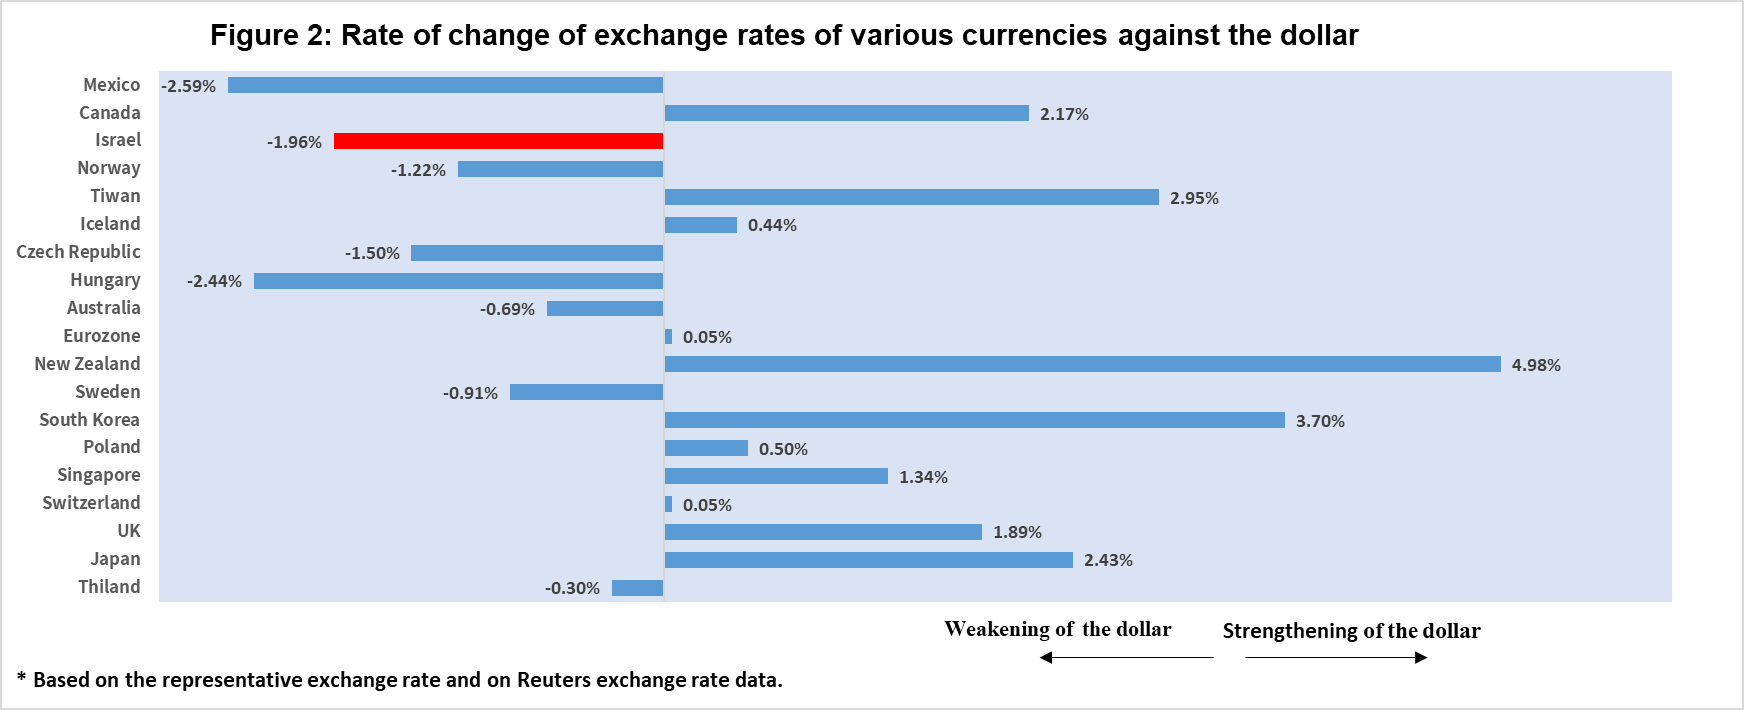 Figure 2: Rate of change of exchange rates of various currencies against the dollar
Mexico -2.59%
Canada 2.17%
Israel -1.96%
Norway -1.22%
Tiwan 2.95%
Iceland 0.44%
Czech Republic -1.50%
Hungary -2.44%
Australia -0.69%
Eurozone 0.05%
New Zealand 4.98%
Sweden -0.91%
South Korea 3.70%
Poland 0.50%
Singapore 1.34%
Switzerland 0.05%
UK 1.89%
Japan 2.43%
Thiland -0.30%
Weakening of the dollar Strengthening of the dollar
* Based on the representative exchange rate and on Reuters exchange rate data.